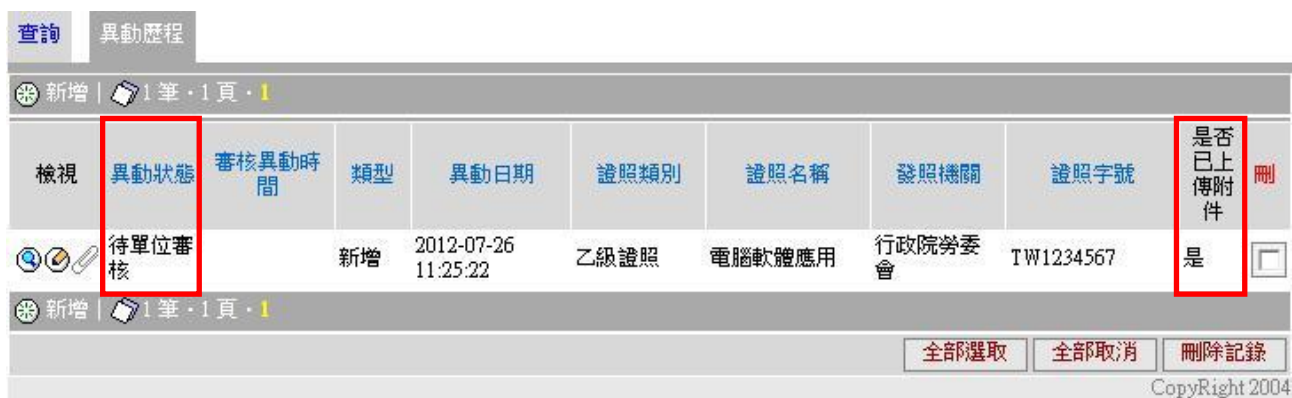 查詢 異動歷程
新增 | 1 筆．1 頁．1
檢視 異動狀態 審核異動時間 類型 異動日期 證照類別 證照名稱 發照機關 證照字號 是否已上傳附件 刪
待單位審核 新增 2012-07-26 11:25:22 乙級證照 電腦軟體應用 行政院勞委會 TW1234567 是
新增 | 1 筆．1 頁．1
全部選取 全部取消 刪除記錄
CopyRight 2004